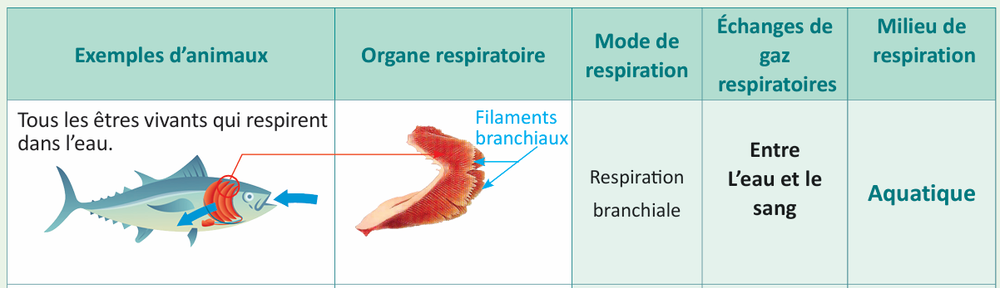 Exemples d’animaux
Organe respiratoire
Mode de
respiration
Échanges de
gaz
respiratoires
Milieu de
respiration
Tous les êtres vivants qui respirent
dans l’eau.
Filaments
branchiaux
Respiration
branchiale
Entre
L’eau et le
sang
Aquatique